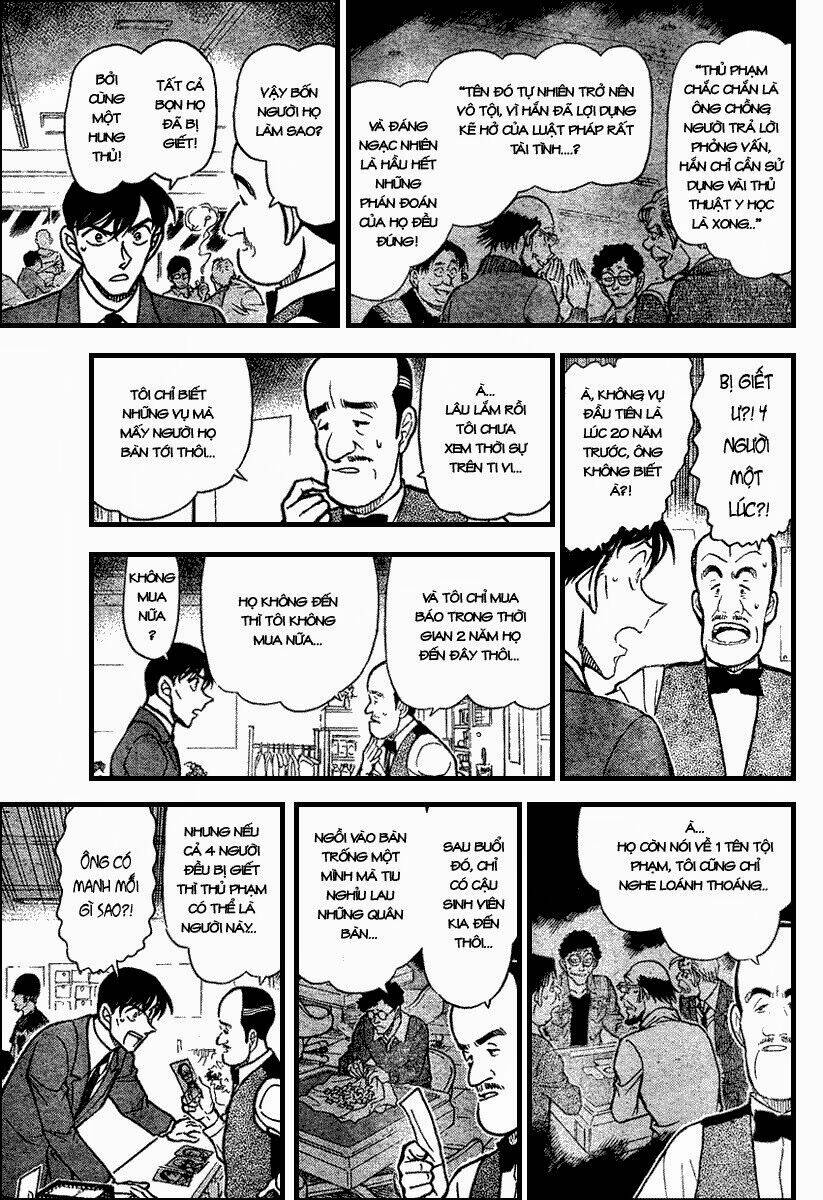 "THỦ PHẠM
CHẮC CHẮN LÀ
ÔNG CHỒNG
NGƯỜI TRẢ LỜI
PHỎNG VẤN,
HẮN CHỈ CẦN SỬ
DỤNG VÀI THỦ
THUẬT Y HỌC
LÀ XONG.."
"TÊN ĐÓ TỰ NHIÊN TRỞ NÊN
VÔ TỘI, VÌ HẮN ĐÃ LỢI DỤNG
KẼ HỞ CỦA LUẬT PHÁP RẤT
TÀI TÌNH....?
VÀ ĐÁNG
NGẠC NHIÊN
LÀ HẦU HẾT
NHỮNG
PHÁN ĐOÁN
CỦA HỌ ĐỀU
ĐÚNG!
VẬY BỐN
NGƯỜI HỌ
LÀM SAO?
TẤT CẢ
BỌN HỌ
ĐÃ BỊ
GIẾT!
BỞI
CÙNG
MỘT
HUNG
THỦ!
BỊ GIẾT
Ư?! 4
NGƯỜI
MỘT
LÚC?!
À, KHÔNG VỤ
ĐẦU TIÊN LÀ
LÚC 20 NĂM
TRƯỚC, ÔNG
KHÔNG BIẾT
À?!
À...
LÂU LẮM RỒI
TÔI CHƯA
XEM THỜI SỰ
TRÊN TI VI...
TÔI CHỈ BIẾT
NHỮNG VỤ MÀ
MẤY NGƯỜI HỌ
BÀN TỚI THÔI...
VÀ TÔI CHỈ MUA
BÁO TRONG THỜI
GIAN 2 NĂM HỌ
ĐẾN ĐÂY THÔI...
HỌ KHÔNG ĐẾN
THÌ TÔI KHÔNG
MUA NỮA...
KHÔNG
MUA NỮA
?
À...
HỌ CÒN NÓI VỀ 1 TÊN TỘI
PHẠM, TÔI CŨNG CHỈ
NGHE LOÁNH THOÁNG..
SAU BUỔI
ĐÓ, CHỈ
CÓ CẬU
SINH VIÊN
KIA ĐẾN
THÔI...
NGỒI VÀO BÀN
TRỐNG MỘT
MÌNH MÀ TIU
NGHỈU LAU
NHỮNG QUÂN
BÀN...
NHƯNG NẾU
CẢ 4 NGƯỜI
ĐỀU BỊ GIẾT
THÌ THỦ PHẠM
CÓ THỂ LÀ
NGƯỜI NÀY..
ÔNG CÓ
MANH MỐI
GÌ SAO?!